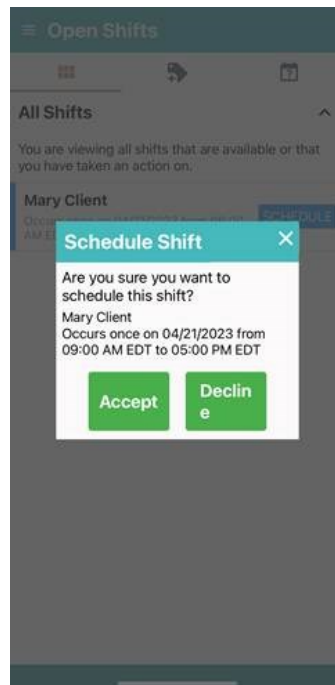 Open Shifts
All Shifts
You are viewing all shifts that are available or that
you have taken an action on.
Mary Client
SCHEDULE
Schedule Shift
Are you sure you want to
schedule this shift?
Mary Client
Occurs once on 04/21/2023 from
09:00 AM EDT to 05:00 PM EDT
Accept
Declin
e